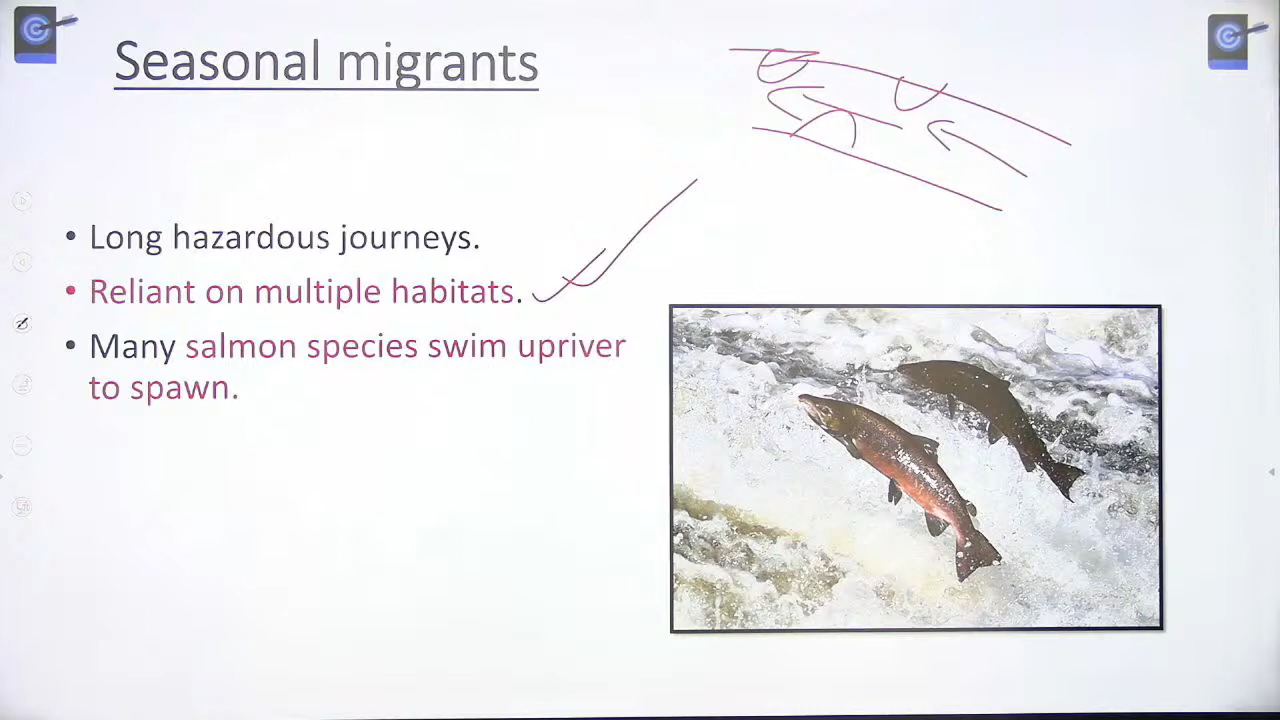 Seasonal migrants
• Long hazardous journeys.
• Reliant on multiple habitats.
• Many salmon species swim upriver
to spawn.